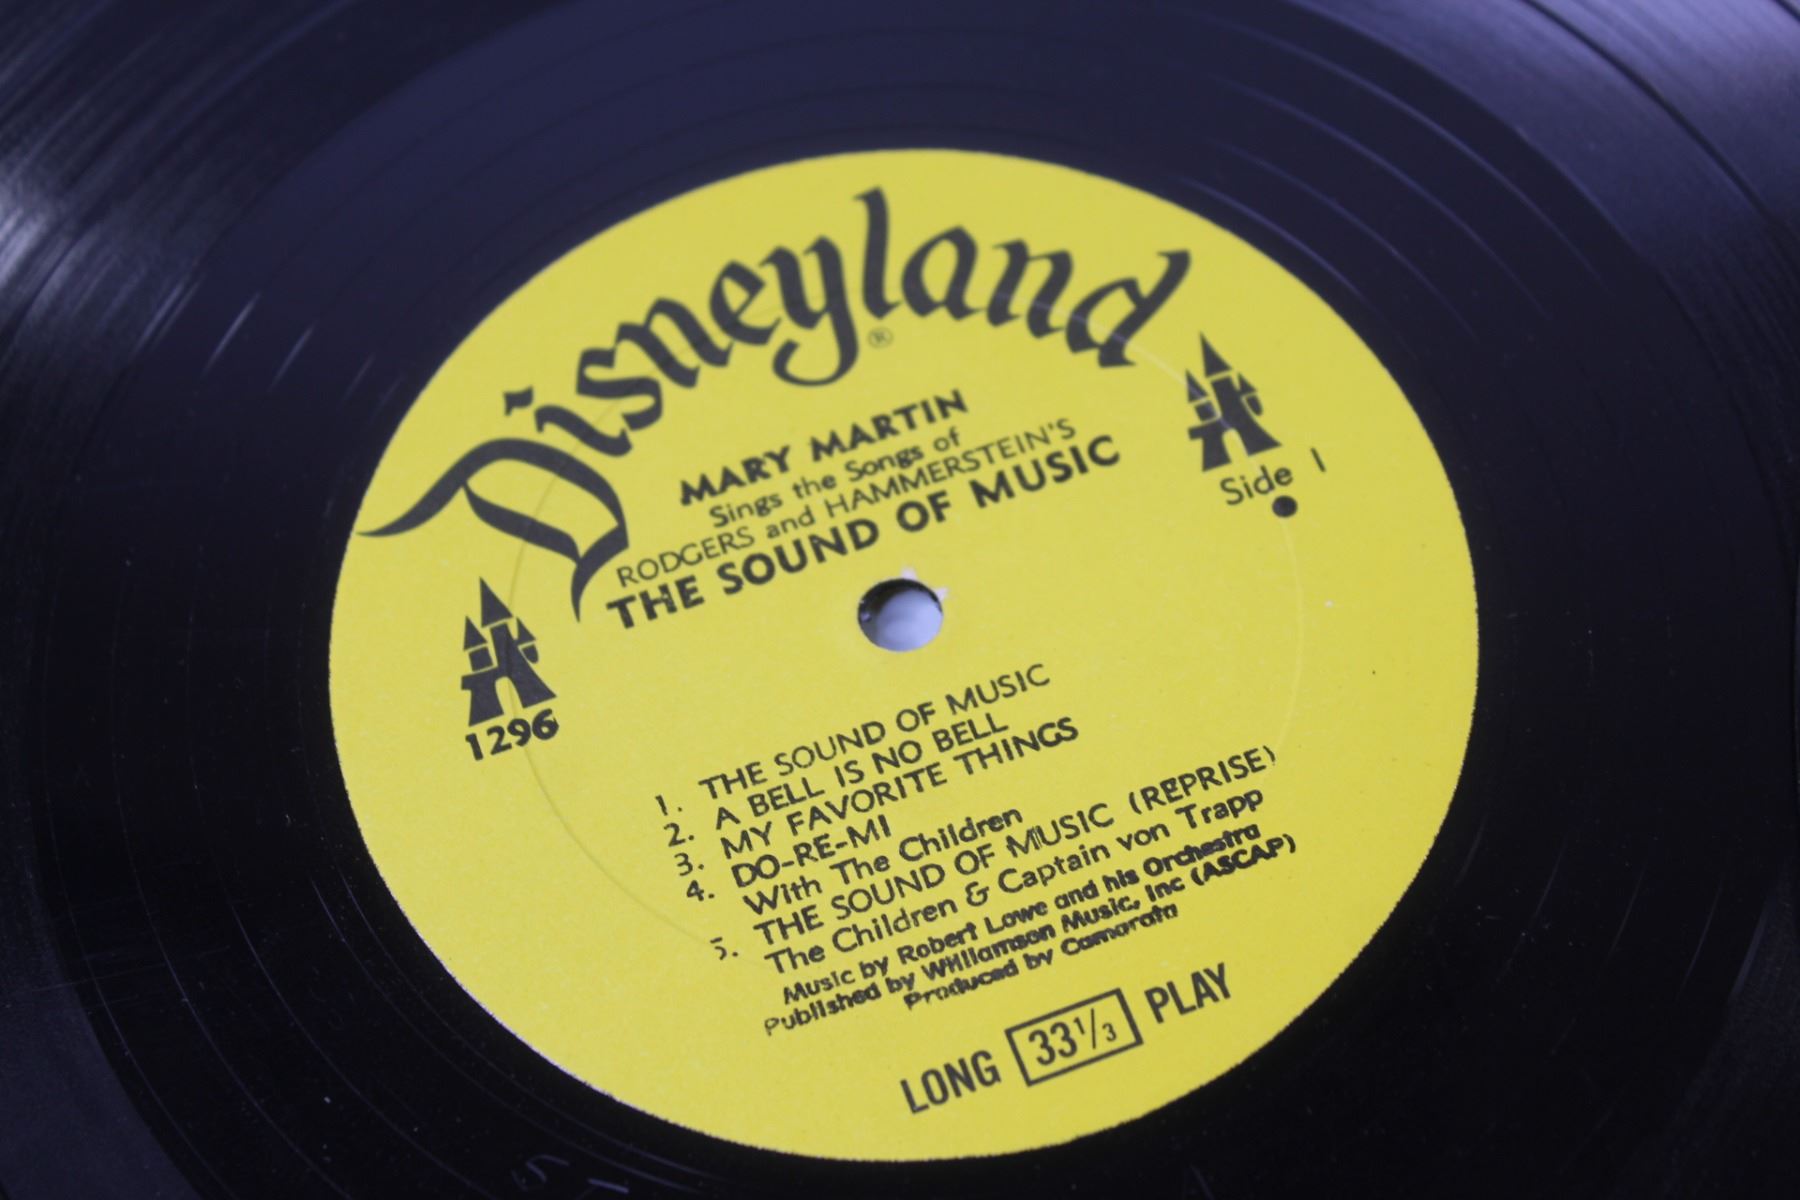 Disneyland®
MARY MARTIN
Sings the Songs of
RODGERS and HAMMERSTEIN'S
THE SOUND OF MUSIC
Side 1
1296
1. THE SOUND OF MUSIC
2. A BELL IS NO BELL
3. MY FAVORITE THINGS
4. DO-RE-MI
With The Children
5. THE SOUND OF MUSIC (REPRISE)
The Children & Captain von Trapp
Music by Robert Lowe and his Orchestra
Published by Williamson Music, Inc (ASCAP)
Produced by Camarata
LONG 33⅓ PLAY